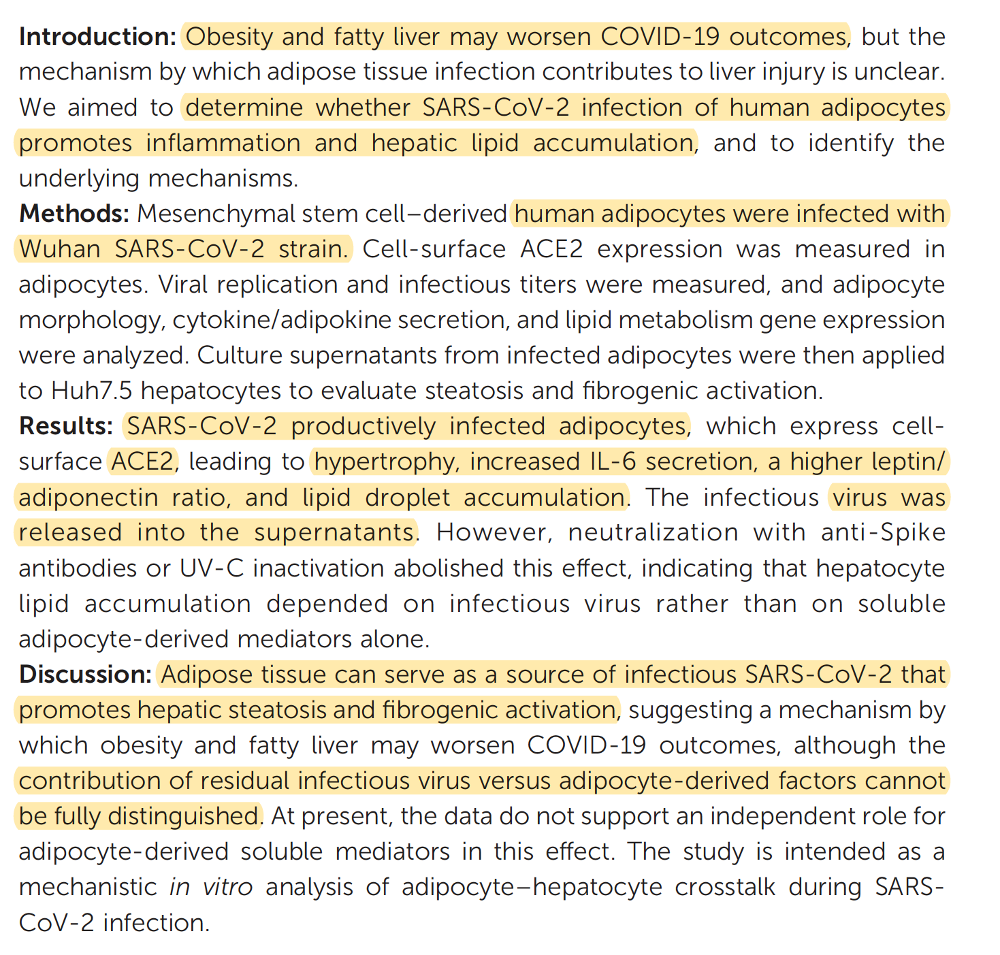 Introduction: Obesity and fatty liver may worsen COVID-19 outcomes, but the
mechanism by which adipose tissue infection contributes to liver injury is unclear.
We aimed to determine whether SARS-CoV-2 infection of human adipocytes
promotes inflammation and hepatic lipid accumulation, and to identify the
underlying mechanisms.
Methods: Mesenchymal stem cell–derived human adipocytes were infected with
Wuhan SARS-CoV-2 strain. Cell-surface ACE2 expression was measured in
adipocytes. Viral replication and infectious titers were measured, and adipocyte
morphology, cytokine/adipokine secretion, and lipid metabolism gene expression
were analyzed. Culture supernatants from infected adipocytes were then applied
to Huh7.5 hepatocytes to evaluate steatosis and fibrogenic activation.
Results: SARS-CoV-2 productively infected adipocytes, which express cell-
surface ACE2, leading to hypertrophy, increased IL-6 secretion, a higher leptin/
adiponectin ratio, and lipid droplet accumulation. The infectious virus was
released into the supernatants. However, neutralization with anti-Spike
antibodies or UV-C inactivation abolished this effect, indicating that hepatocyte
lipid accumulation depended on infectious virus rather than on soluble
adipocyte-derived mediators alone.
Discussion: Adipose tissue can serve as a source of infectious SARS-CoV-2 that
promotes hepatic steatosis and fibrogenic activation, suggesting a mechanism by
which obesity and fatty liver may worsen COVID-19 outcomes, although the
contribution of residual infectious virus versus adipocyte-derived factors cannot
be fully distinguished. At present, the data do not support an independent role for
adipocyte-derived soluble mediators in this effect. The study is intended as a
mechanistic in vitro analysis of adipocyte–hepatocyte crosstalk during SARS-
CoV-2 infection.